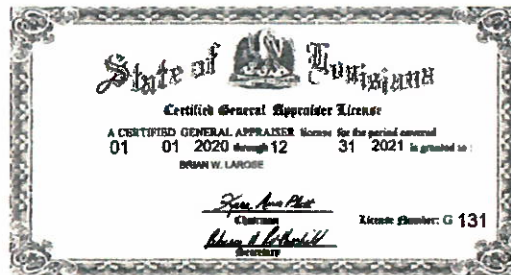 State of Louisiana
Certified General Appraiser License
A CERTIFIED GENERAL APPRAISER license for the period covered
01 01 2020 through 12 31 2021 is granted to :
BRIAN W. LAROSE
Chairman
License Number: G 131
Secretary